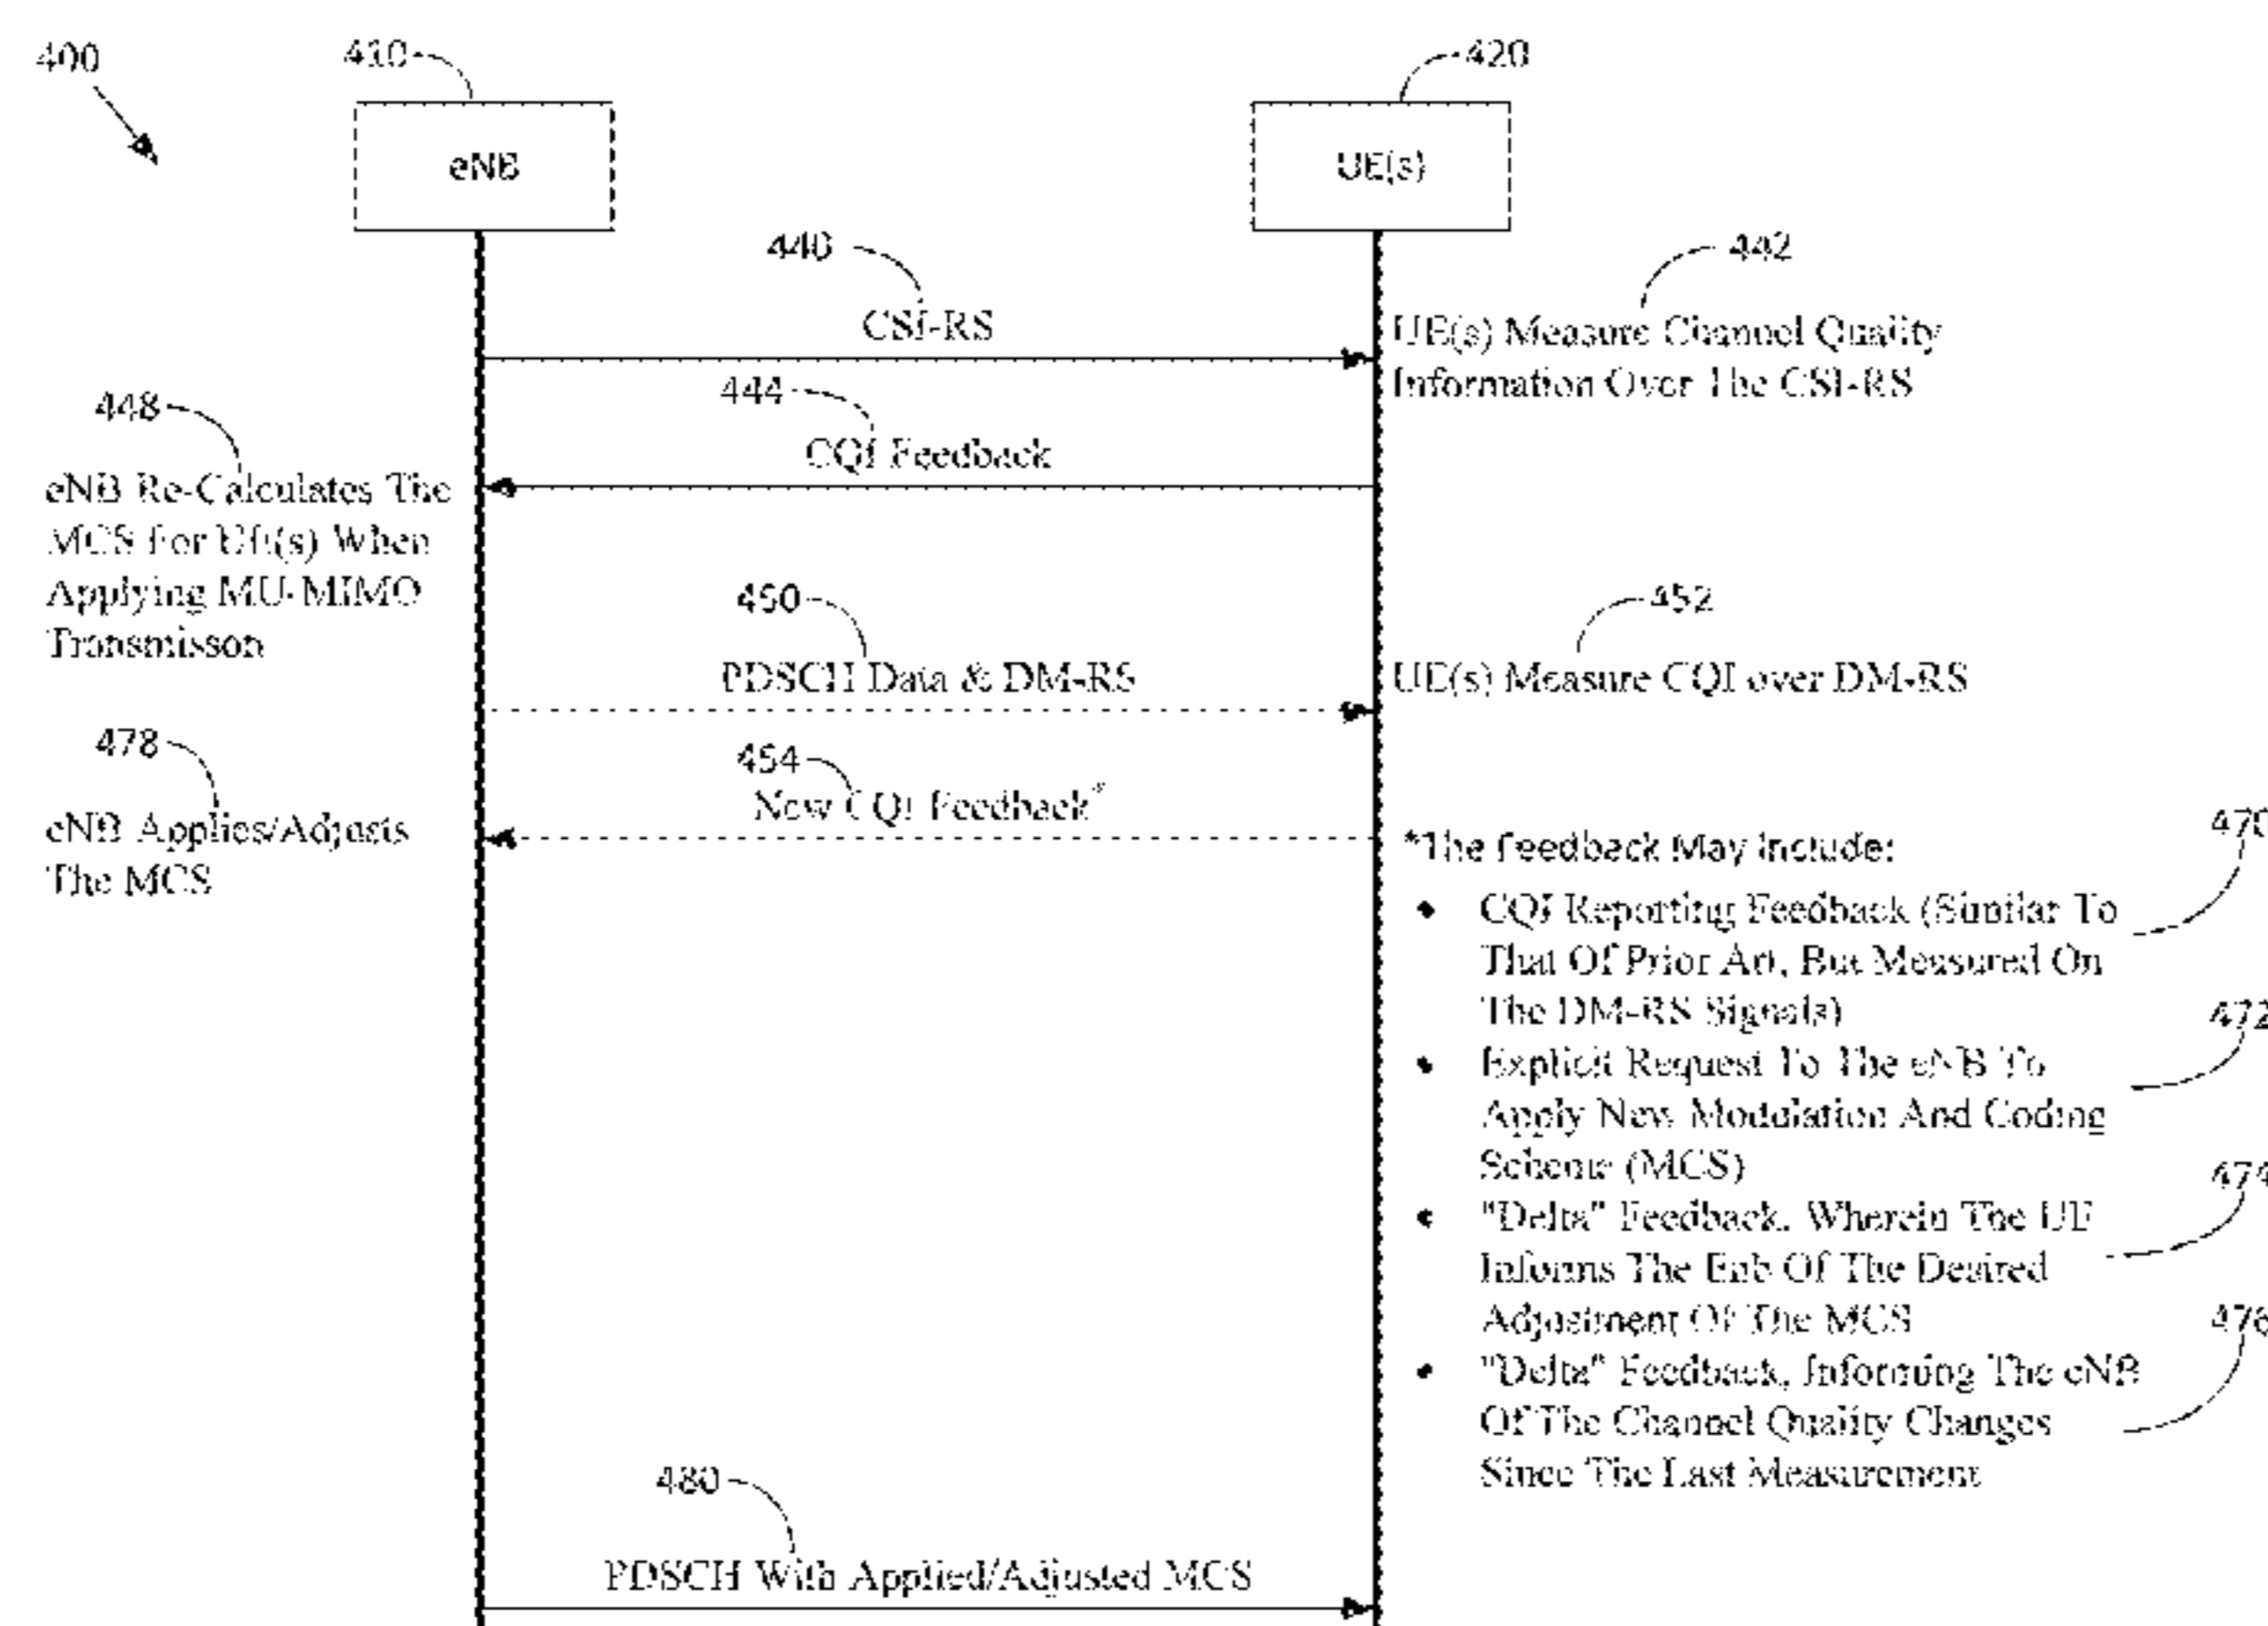 400
410
420
eNB
UE(s)
440
442
CSI-RS
UE(s) Measure Channel Quality
Information Over The CSI-RS
448
444
CQI Feedback
eNB Re-Calculates The
MCS For UE(s) When
Applying MU-MIMO
Transmisson
450
452
PDSCH Data & DM-RS
UE(s) Measure CQI over DM-RS
478
454
New CQI Feedback*
eNB Applies/Adjusts
The MCS
*The Feedback May Include:
470
• CQI Reporting Feedback (Similar To
That Of Prior Art, But Measured On
The DM-RS Signals)
472
• Explicit Request To The eNB To
Apply New Modulation And Coding
Scheme (MCS)
474
• "Delta" Feedback, Wherein The UE
Informs The Enb Of The Desired
Adjustment Of The MCS
476
• "Delta" Feedback, Informing The eNB
Of The Channel Quality Changes
Since The Last Measurement
480
PDSCH With Applied/Adjusted MCS